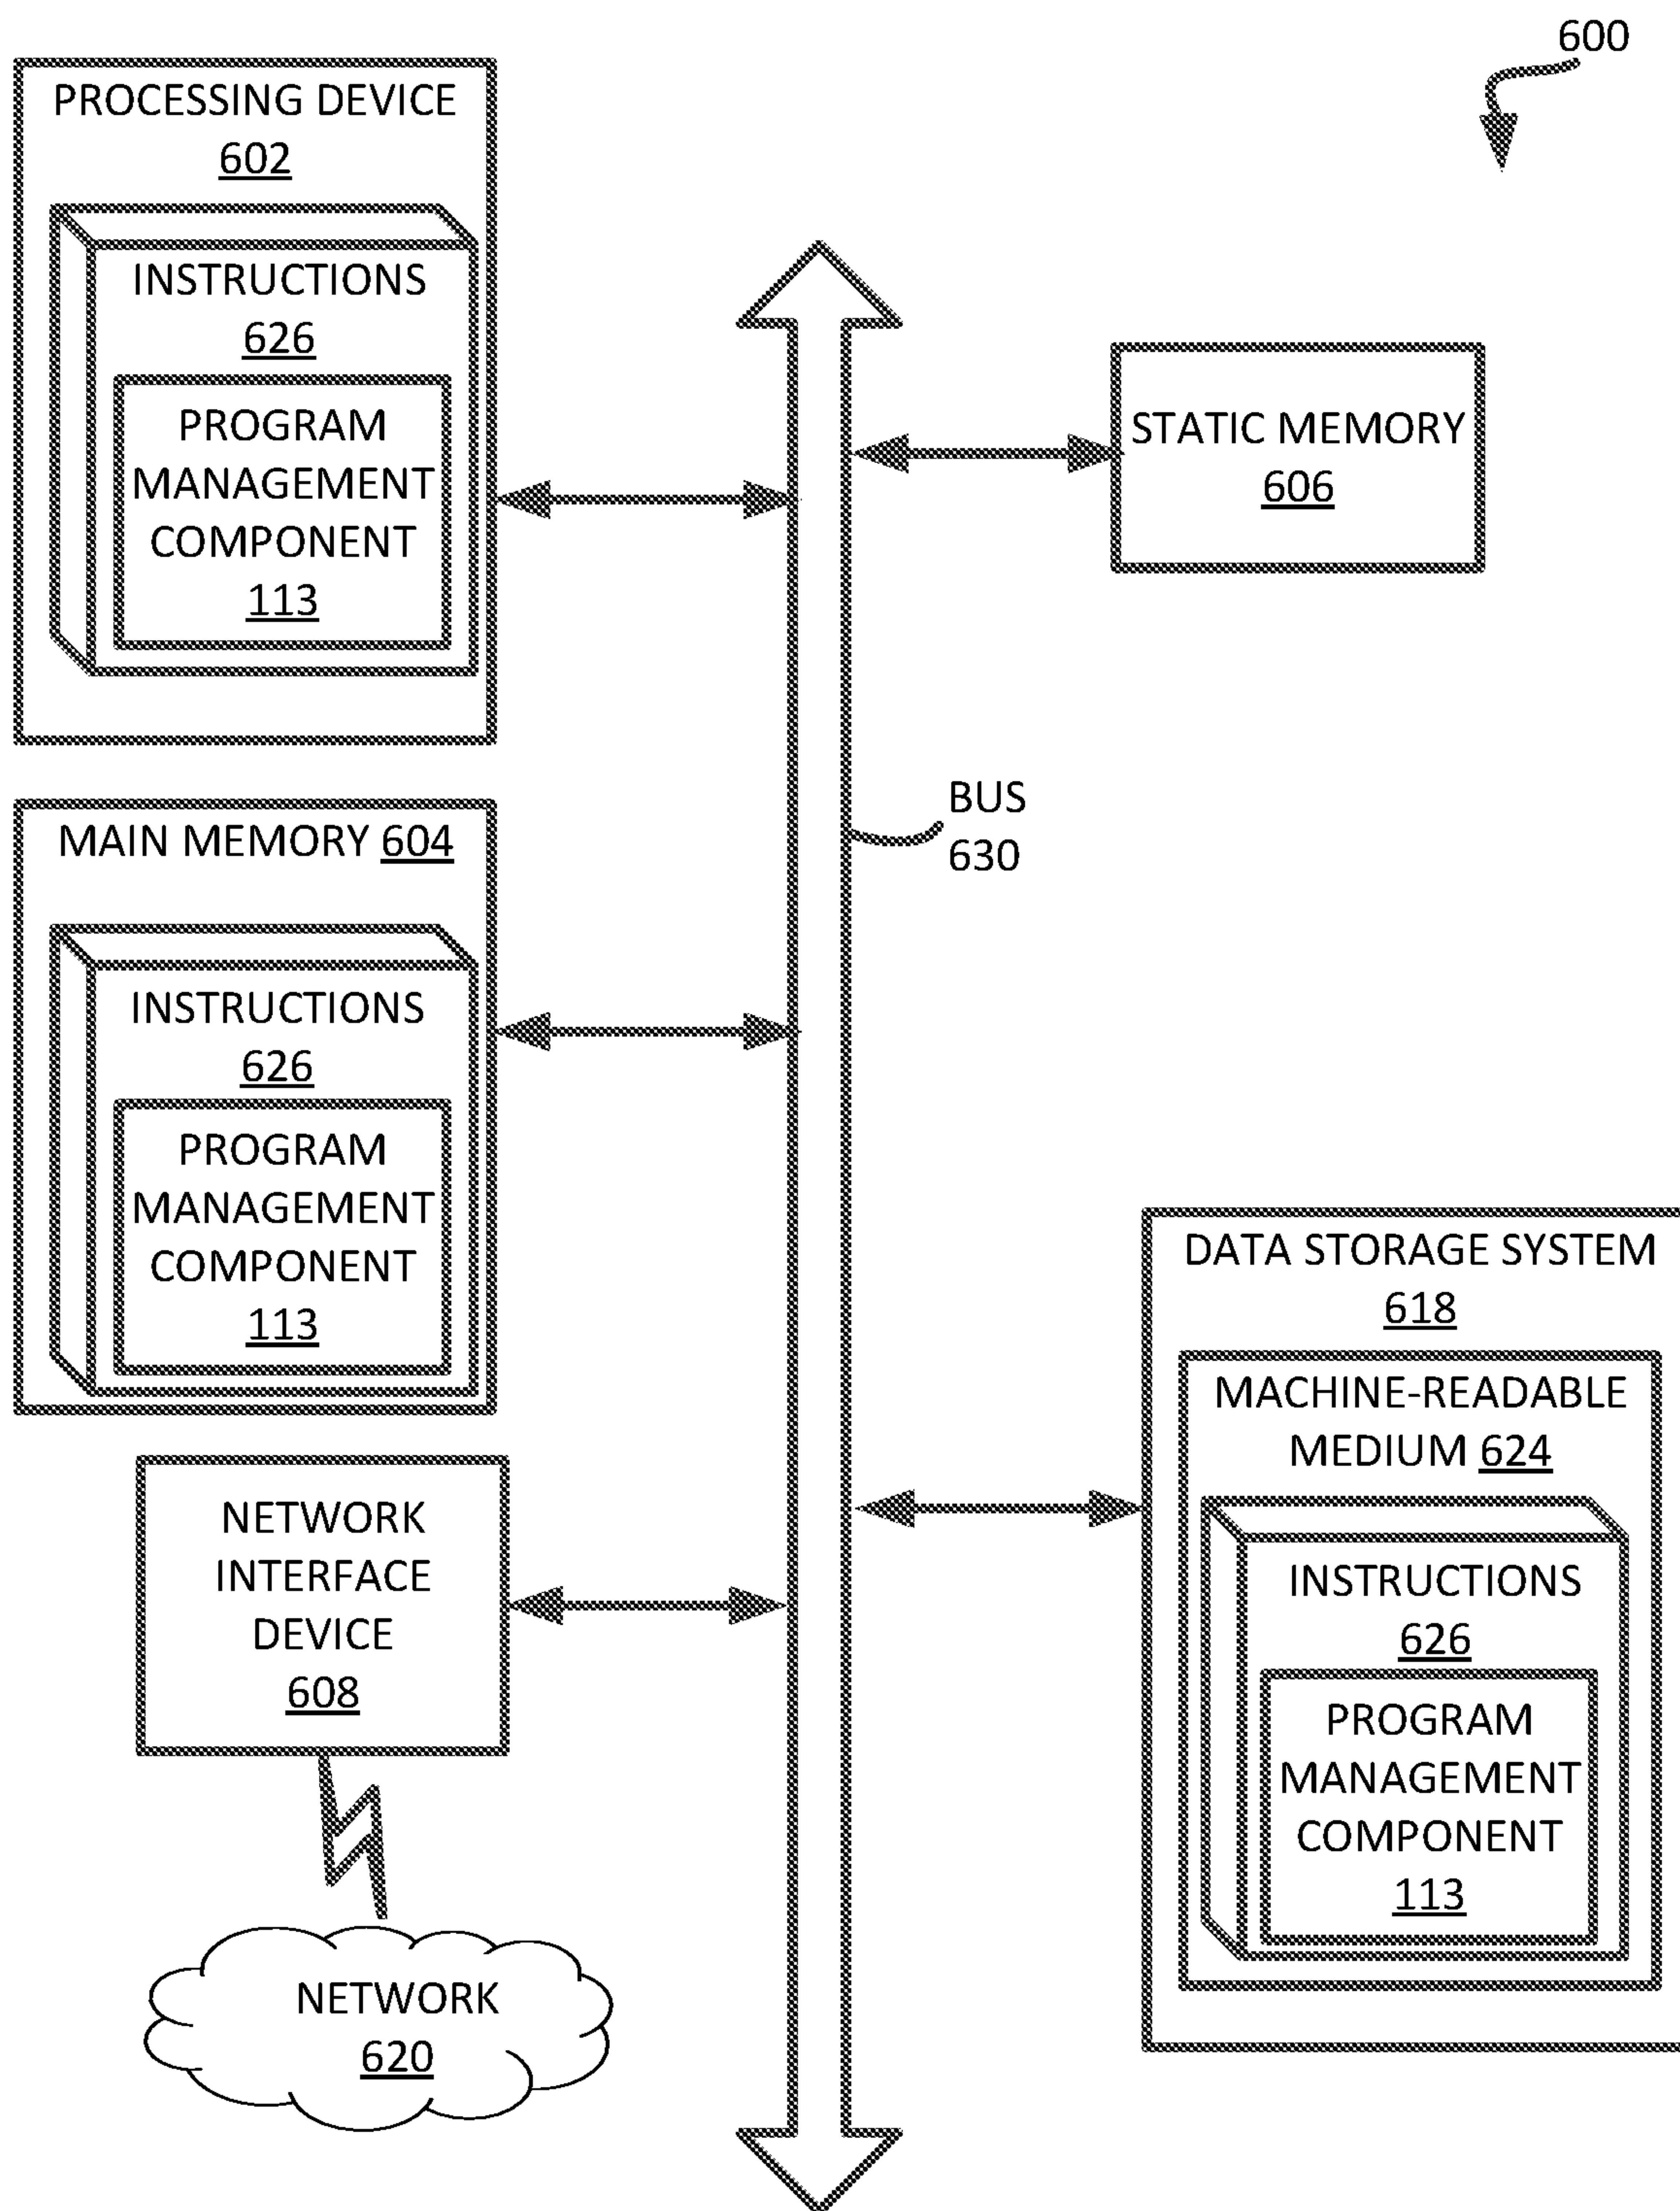 600
PROCESSING DEVICE
602
INSTRUCTIONS
626
PROGRAM
MANAGEMENT
COMPONENT
113
STATIC MEMORY
606
BUS
630
MAIN MEMORY 604
INSTRUCTIONS
626
PROGRAM
MANAGEMENT
COMPONENT
113
DATA STORAGE SYSTEM
618
MACHINE-READABLE
MEDIUM 624
INSTRUCTIONS
626
PROGRAM
MANAGEMENT
COMPONENT
113
NETWORK
INTERFACE
DEVICE
608
NETWORK
620